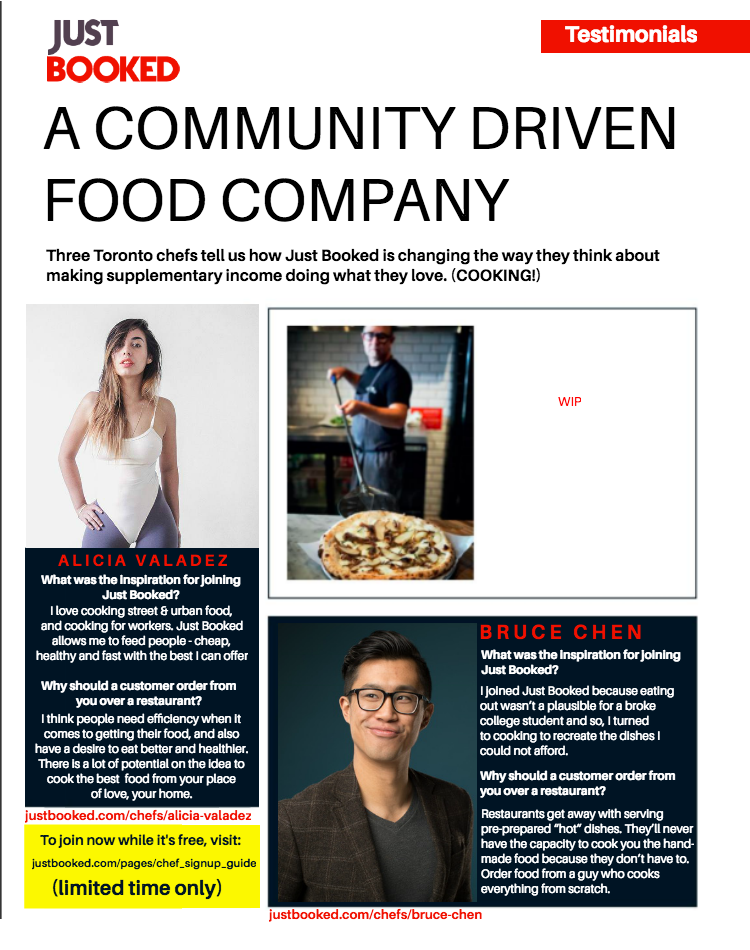 JUST
BOOKED
Testimonials
A COMMUNITY DRIVEN
FOOD COMPANY
Three Toronto chefs tell us how Just Booked is changing the way they think about
making supplementary income doing what they love. (COOKING!)
WIP
ALICIA VALADEZ
What was the inspiration for joining
Just Booked?
I love cooking street & urban food,
and cooking for workers. Just Booked
allows me to feed people - cheap,
healthy and fast with the best I can offer
Why should a customer order from
you over a restaurant?
I think people need efficiency when it
comes to getting their food, and also
have a desire to eat better and healthier.
There is a lot of potential on the idea to
cook the best food from your place
of love, your home.
justbooked.com/chefs/alicia-valadez
To join now while it's free, visit:
justbooked.com/pages/chef_signup_guide
(limited time only)
BRUCE CHEN
What was the inspiration for joining
Just Booked?
I joined Just Booked because eating
out wasn't a plausible for a broke
college student and so, I turned
to cooking to recreate the dishes I
could not afford.
Why should a customer order from
you over a restaurant?
Restaurants get away with serving
pre-prepared "hot" dishes. They'll never
have the capacity to cook you the hand-
made food because they don't have to.
Order food from a guy who cooks
everything from scratch.
justbooked.com/chefs/bruce-chen